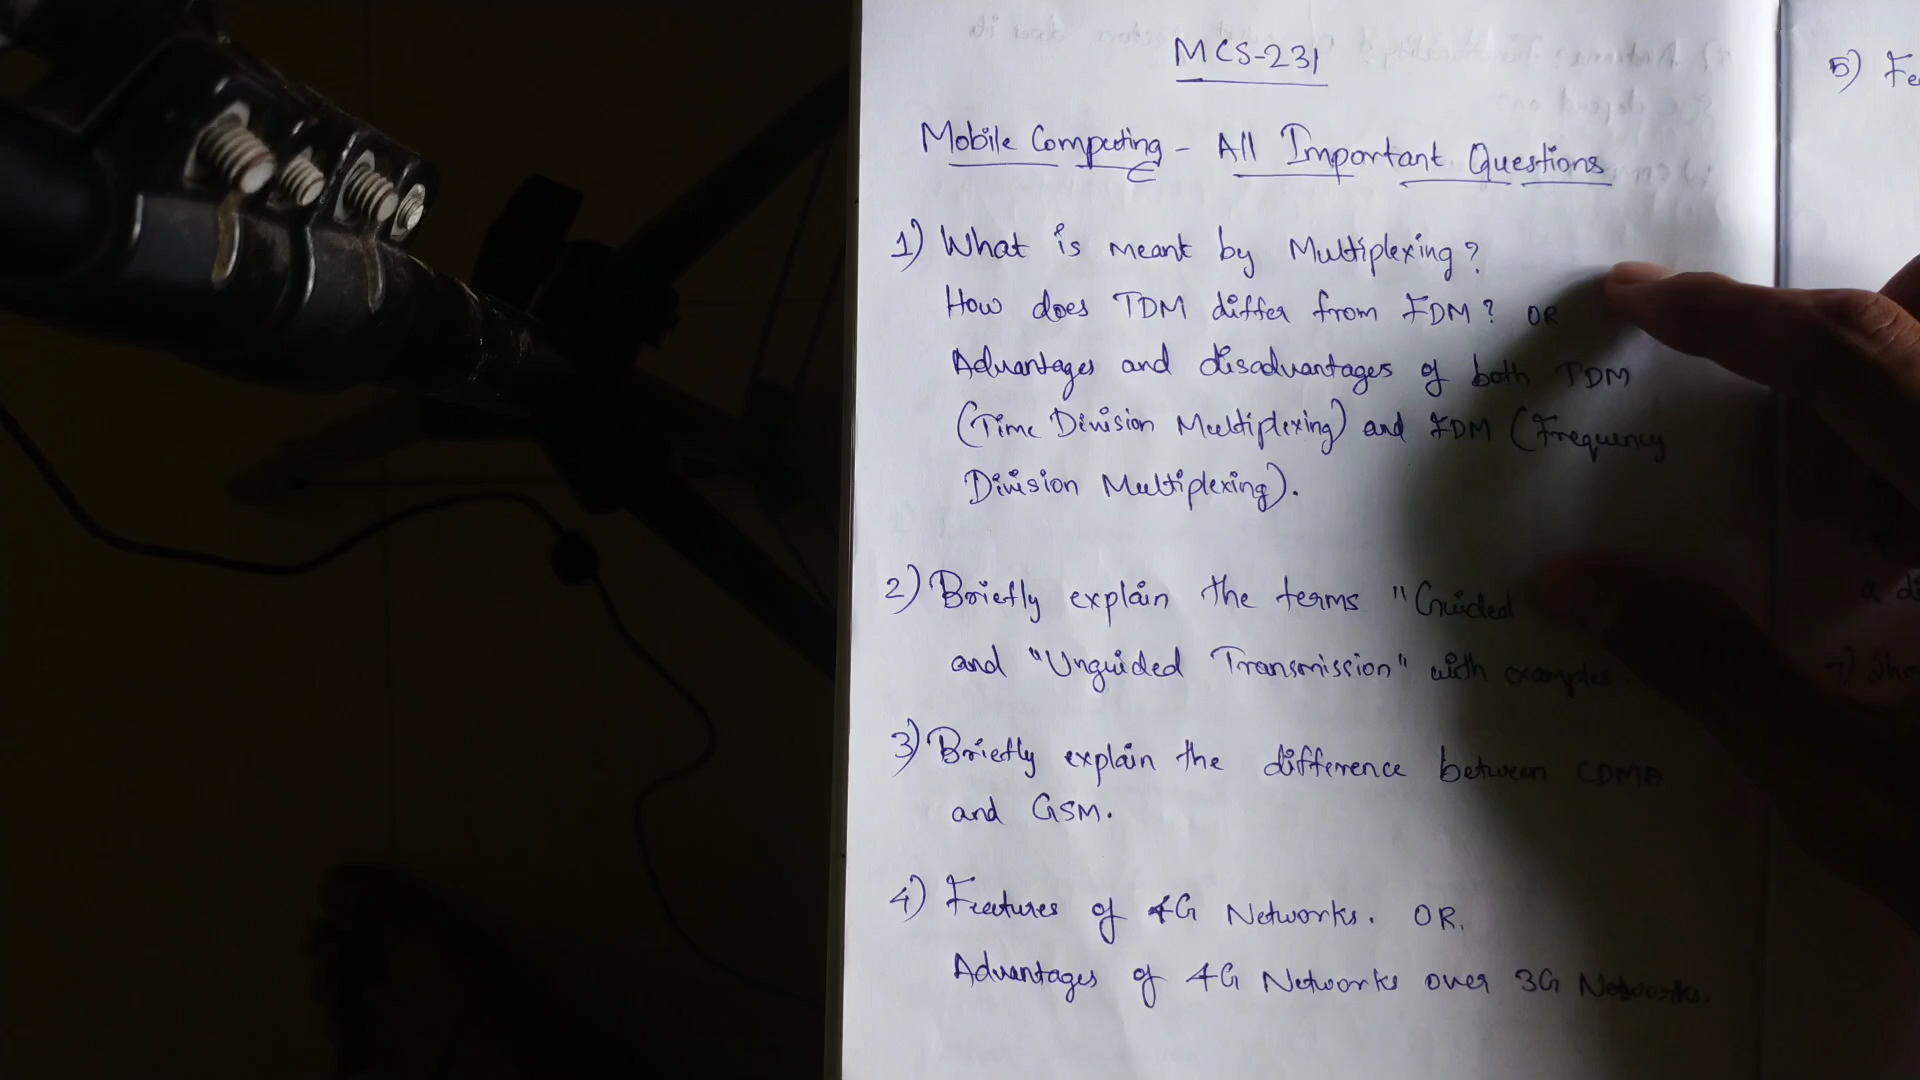 MCS-231
Mobile Computing - All Important Questions
1) What is meant by Multiplexing?
How does TDM differ from FDM? OR
Advantages and disadvantages of both TDM
(Time Division Multiplexing) and FDM (Frequency
Division Multiplexing).
2) Briefly explain the terms "Guided
and "Unguided Transmission" with examples
3) Briefly explain the difference between CDMA
and GSM.
4) Features of 4G Networks. OR.
Advantages of 4G Networks over 3G Networks.
5) Fe